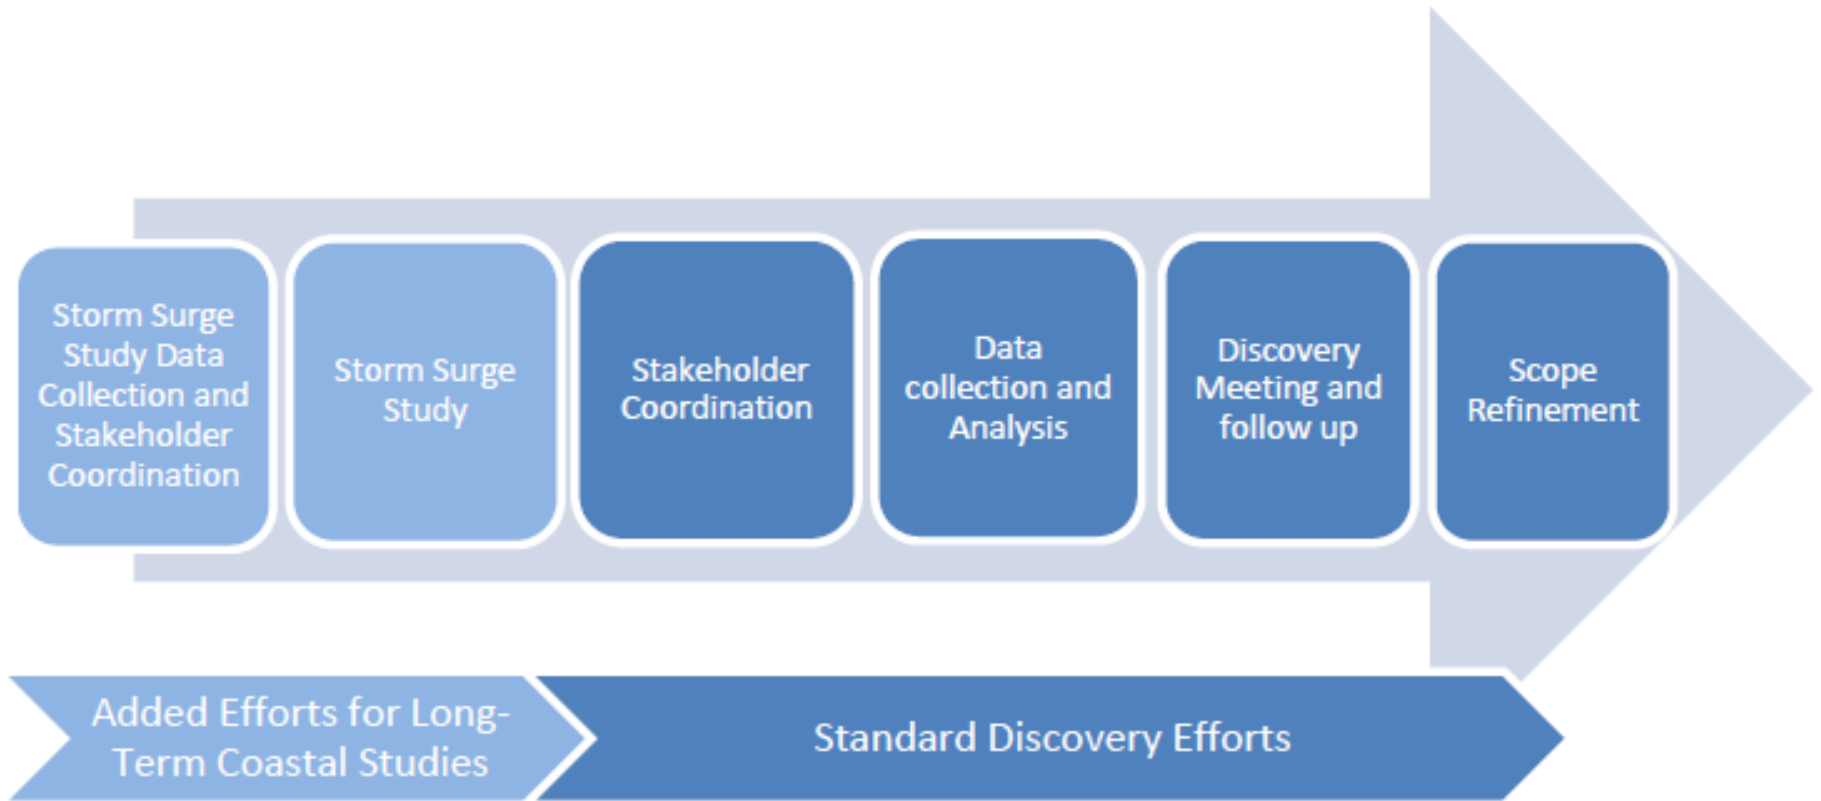 Storm Surge
Study Data
Collection and
Stakeholder
Coordination
Storm Surge
Study
Stakeholder
Coordination
Data
collection and
Analysis
Discovery
Meeting and
follow up
Scope
Refinement
Added Efforts for Long-
Term Coastal Studies
Standard Discovery Efforts